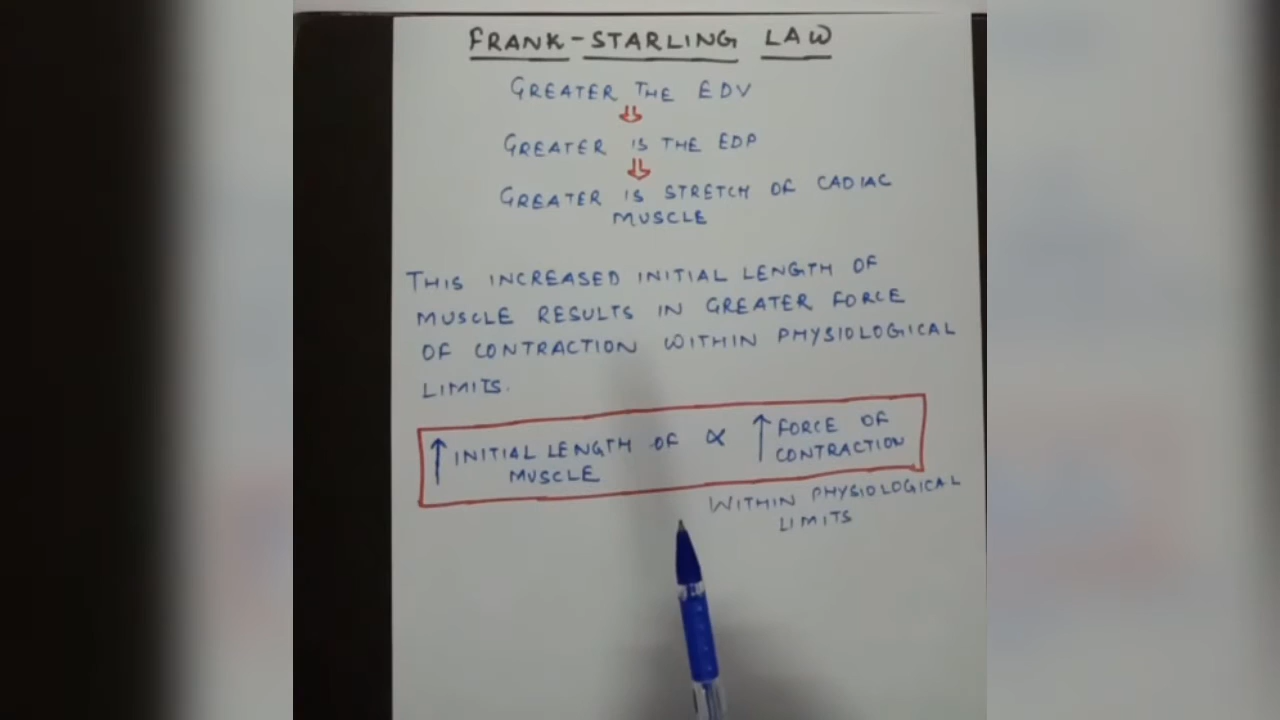 FRANK-STARLING LAW
GREATER THE EDV
⇓
GREATER IS THE EDP
⇓
GREATER IS STRETCH OF CADIAC
MUSCLE
THIS INCREASED INITIAL LENGTH OF
MUSCLE RESULTS IN GREATER FORCE
OF CONTRACTION WITHIN PHYSIOLOGICAL
LIMITS.
↑ INITIAL LENGTH OF MUSCLE ∝ ↑ FORCE OF CONTRACTION
WITHIN PHYSIOLOGICAL
LIMITS